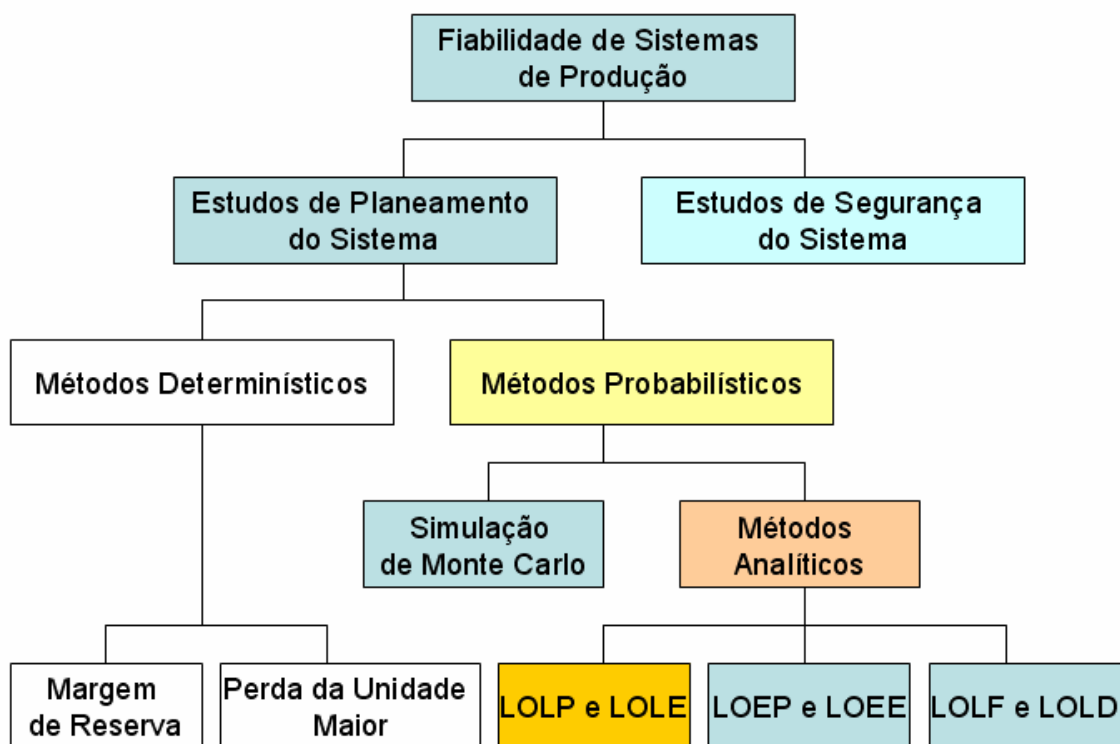 Fiabilidade de Sistemas
de Produção
Estudos de Planeamento
do Sistema
Estudos de Segurança
do Sistema
Métodos Determinísticos
Métodos Probabilísticos
Simulação
de Monte Carlo
Métodos
Analíticos
Margem
de Reserva
Perda da Unidade
Maior
LOLP e LOLE
LOEP e LOEE
LOLF e LOLD